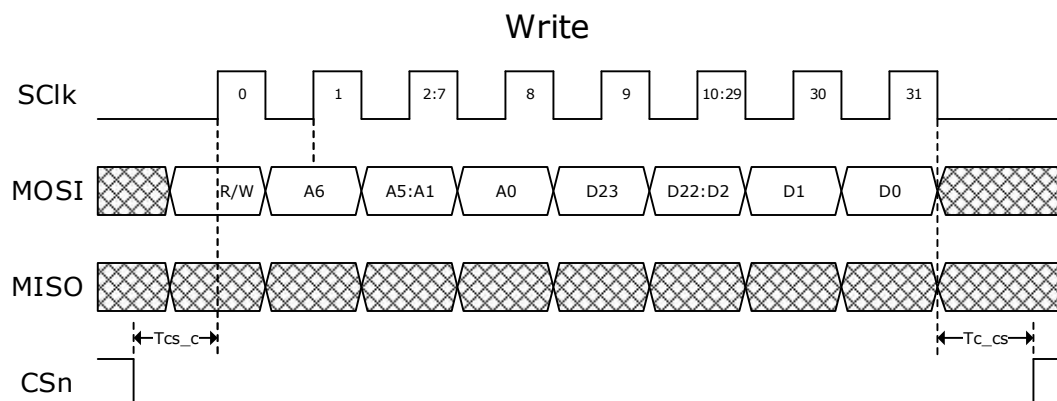 Write
SClk 0 1 2:7 8 9 10:29 30 31
MOSI R/W A6 A5:A1 A0 D23 D22:D2 D1 D0
MISO
Tcs_c Tc_cs
CSn